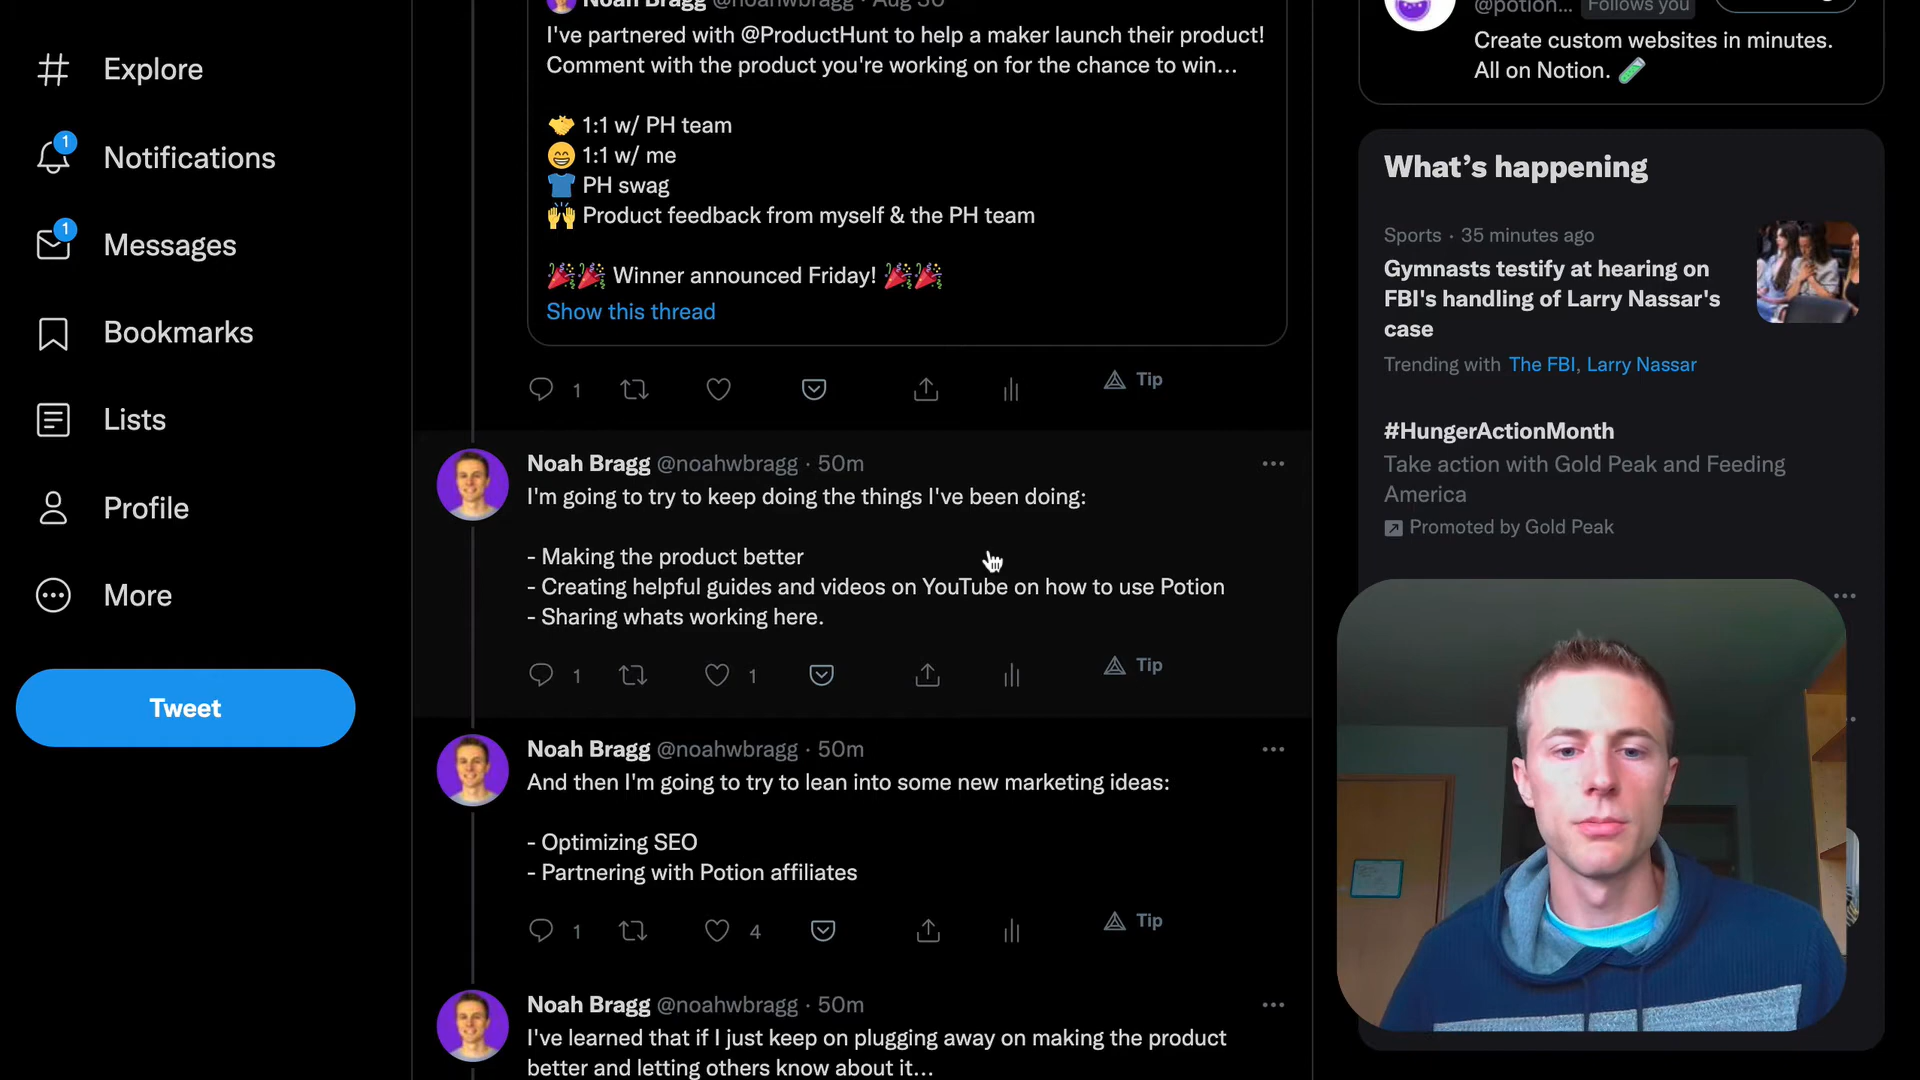 Explore
1
Notifications
1
Messages
Bookmarks
Lists
Profile
More
Tweet
Noah Bragg @noahwbragg · Aug 30
I've partnered with @ProductHunt to help a maker launch their product!
Comment with the product you're working on for the chance to win...
🤝 1:1 w/ PH team
😁 1:1 w/ me
👕 PH swag
🙌 Product feedback from myself & the PH team
🎉🎉 Winner announced Friday! 🎉🎉
Show this thread
1
Tip
Noah Bragg @noahwbragg · 50m
I'm going to try to keep doing the things I've been doing:
- Making the product better
- Creating helpful guides and videos on YouTube on how to use Potion
- Sharing whats working here.
1
1
Tip
Noah Bragg @noahwbragg · 50m
And then I'm going to try to lean into some new marketing ideas:
- Optimizing SEO
- Partnering with Potion affiliates
1
4
Tip
Noah Bragg @noahwbragg · 50m
I've learned that if I just keep on plugging away on making the product
better and letting others know about it...
@potion... Follows you
Create custom websites in minutes.
All on Notion. 🧪
What's happening
Sports · 35 minutes ago
Gymnasts testify at hearing on
FBI's handling of Larry Nassar's
case
Trending with The FBI, Larry Nassar
#HungerActionMonth
Take action with Gold Peak and Feeding
America
Promoted by Gold Peak